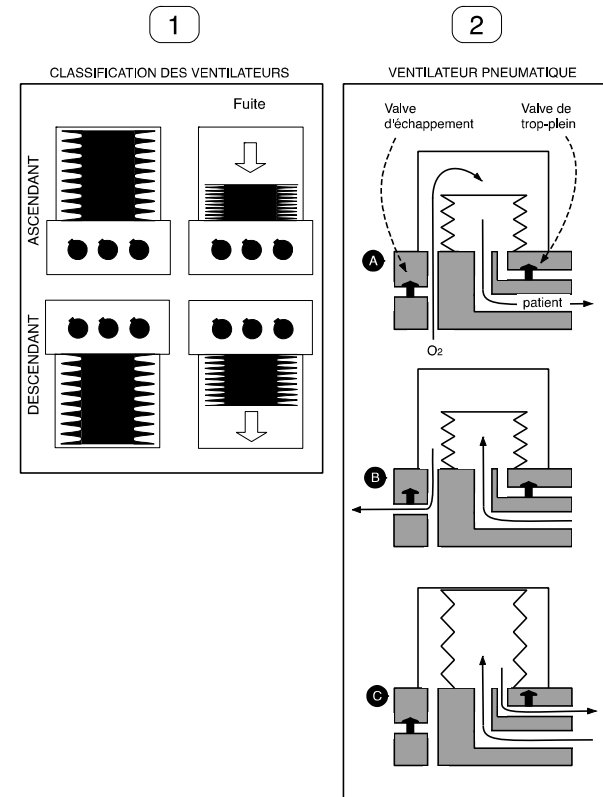 1
CLASSIFICATION DES VENTILATEURS
Fuite
ASCENDANT
DESCENDANT
2
VENTILATEUR PNEUMATIQUE
Valve
d'échappement
Valve de
trop-plein
A
patient
O2
B
C